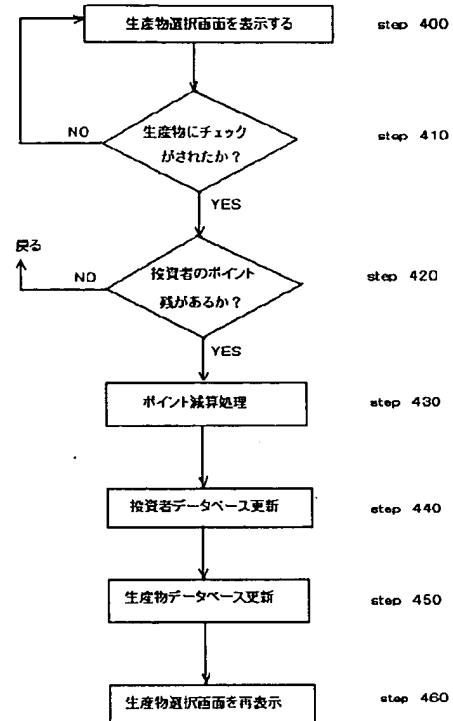 生産物選択画面を表示する
step 400
NO
生産物にチェック
がされたか？
step 410
YES
戻る
NO
投資者のポイント
残があるか？
step 420
YES
ポイント減算処理
step 430
投資者データベース更新
step 440
生産物データベース更新
step 450
生産物選択画面を再表示
step 460